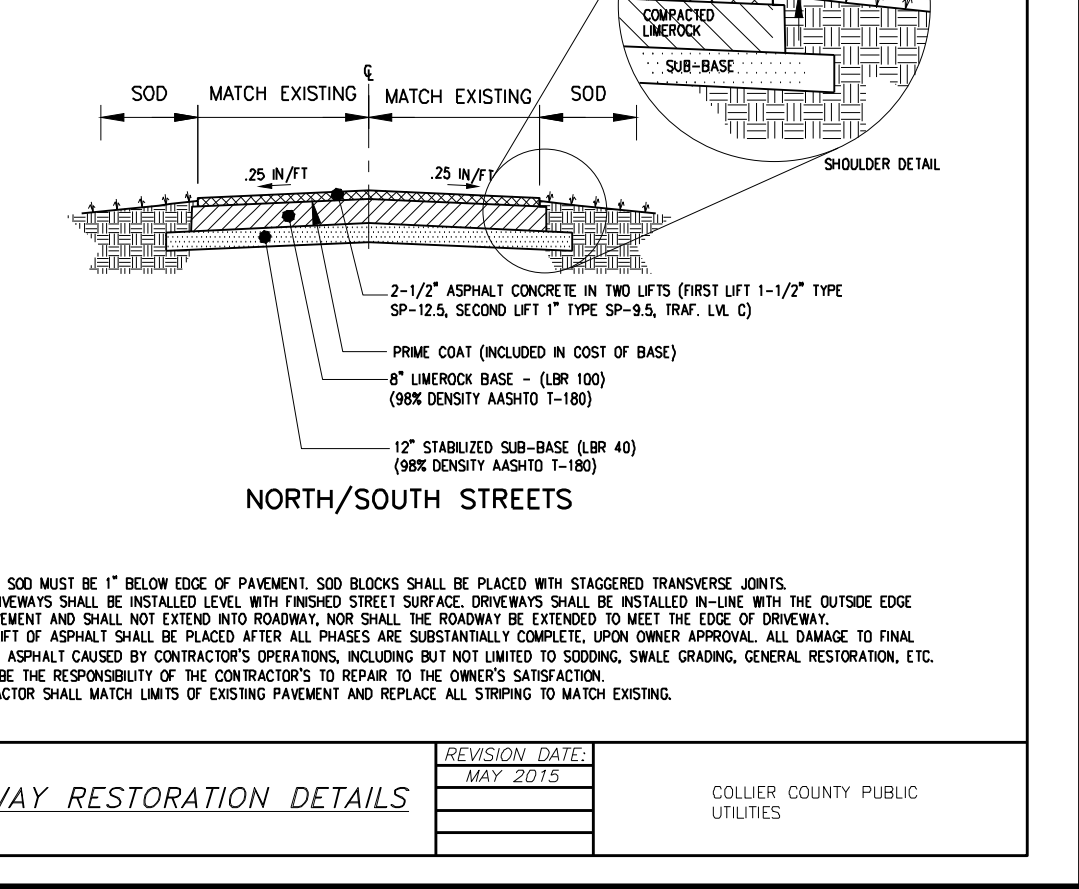 COMPACTED
LIMEROCK
SUB-BASE
SHOULDER DETAIL
℄
SOD MATCH EXISTING MATCH EXISTING SOD
.25 IN/FT .25 IN/FT
2-1/2" ASPHALT CONCRETE IN TWO LIFTS (FIRST LIFT 1-1/2" TYPE
SP-12.5, SECOND LIFT 1" TYPE SP-9.5, TRAF. LVL C)
PRIME COAT (INCLUDED IN COST OF BASE)
8" LIMEROCK BASE - (LBR 100)
(98% DENSITY AASHTO T-180)
12" STABILIZED SUB-BASE (LBR 40)
(98% DENSITY AASHTO T-180)
NORTH/SOUTH STREETS
SOD MUST BE 1" BELOW EDGE OF PAVEMENT. SOD BLOCKS SHALL BE PLACED WITH STAGGERED TRANSVERSE JOINTS.
IVEWAYS SHALL BE INSTALLED LEVEL WITH FINISHED STREET SURFACE. DRIVEWAYS SHALL BE INSTALLED IN-LINE WITH THE OUTSIDE EDGE
EMENT AND SHALL NOT EXTEND INTO ROADWAY, NOR SHALL THE ROADWAY BE EXTENDED TO MEET THE EDGE OF DRIVEWAY.
IFT OF ASPHALT SHALL BE PLACED AFTER ALL PHASES ARE SUBSTANTIALLY COMPLETE, UPON OWNER APPROVAL. ALL DAMAGE TO FINAL
ASPHALT CAUSED BY CONTRACTOR'S OPERATIONS, INCLUDING BUT NOT LIMITED TO SODDING, SWALE GRADING, GENERAL RESTORATION, ETC.
BE THE RESPONSIBILITY OF THE CONTRACTOR'S TO REPAIR TO THE OWNER'S SATISFACTION.
ACTOR SHALL MATCH LIMITS OF EXISTING PAVEMENT AND REPLACE ALL STRIPING TO MATCH EXISTING.
WAY RESTORATION DETAILS
REVISION DATE:
MAY 2015
COLLIER COUNTY PUBLIC
UTILITIES